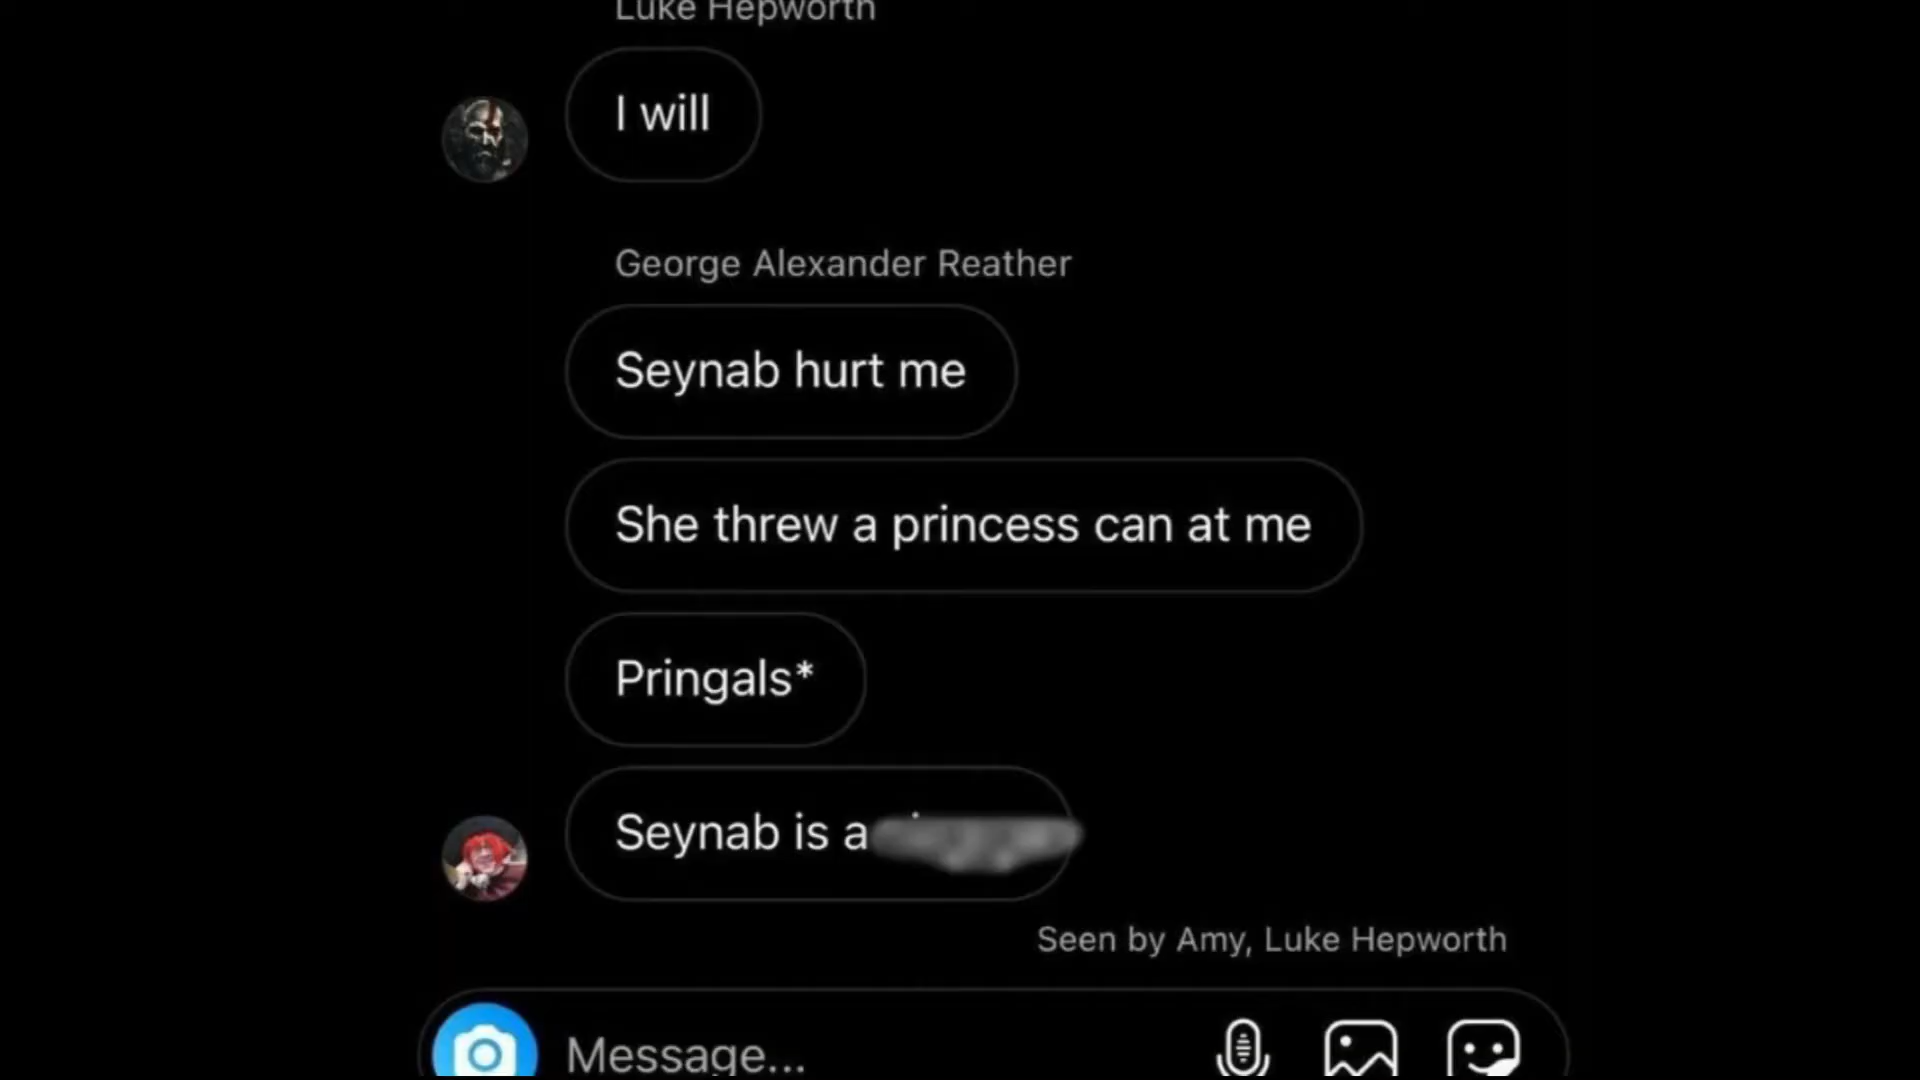 Luke Hepworth
I will
George Alexander Reather
Seynab hurt me
She threw a princess can at me
Pringals*
Seynab is a
Seen by Amy, Luke Hepworth
Message...